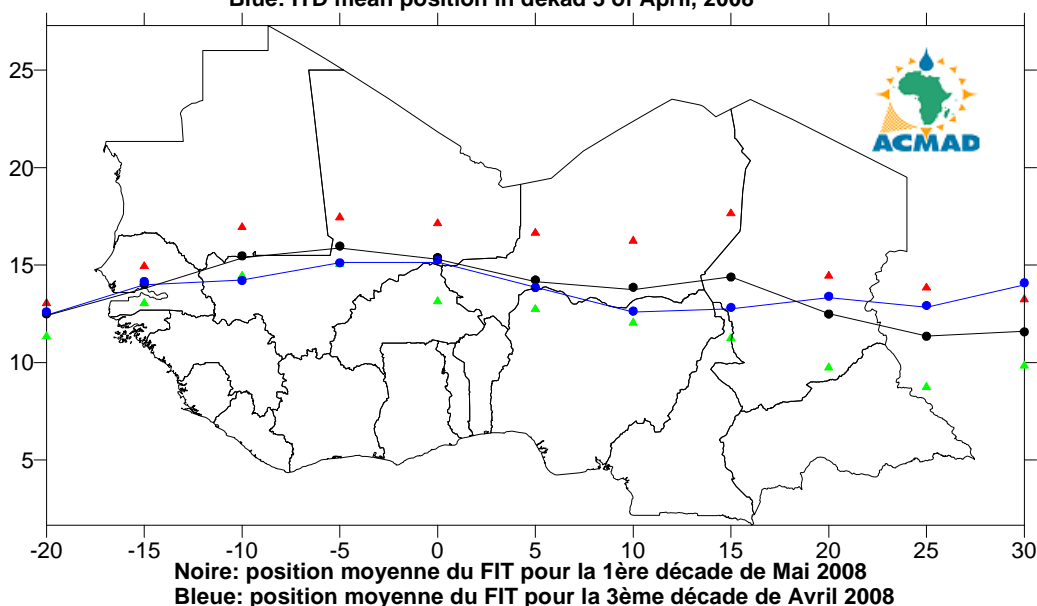 Blue: ITD mean position in dekad 3 of April, 2008
25
20
15
10
5
ACMAD
-20 -15 -10 -5 0 5 10 15 20 25 30
Noire: position moyenne du FIT pour la 1ère décade de Mai 2008
Bleue: position moyenne du FIT pour la 3ème décade de Avril 2008